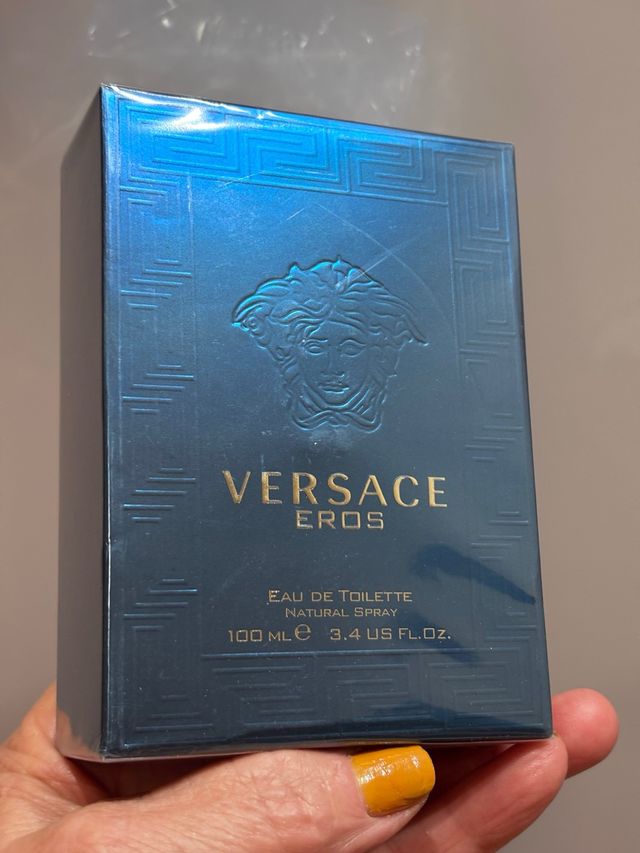 VERSACE
EROS
EAU DE TOILETTE
NATURAL SPRAY
100 ML ℮ 3.4 US FL.OZ.